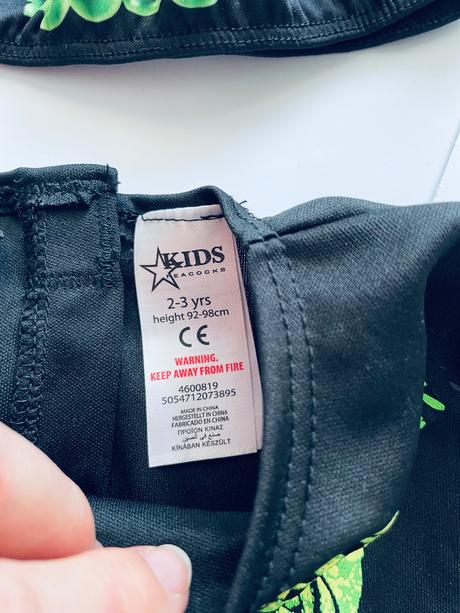 KIDS
PEACOCKS
2-3 yrs
height 92-98cm
CE
WARNING.
KEEP AWAY FROM FIRE
4600819
5054712073895
MADE IN CHINA
HERGESTELLT IN CHINA
FABRICADO EN CHINA
ΠΡΟΪΟΝ ΚΙΝΑΣ
صنع في الصين
KÍNÁBAN KÉSZÜLT